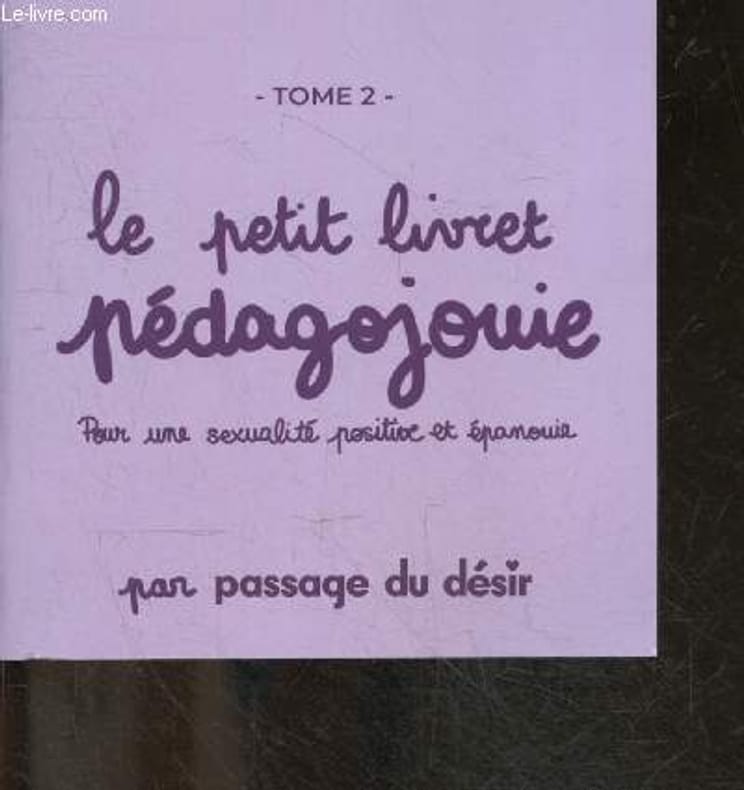 Le-livre.com
- TOME 2 -
le petit livret
pédagojouie
Pour une sexualité positive et épanouie
par passage du désir